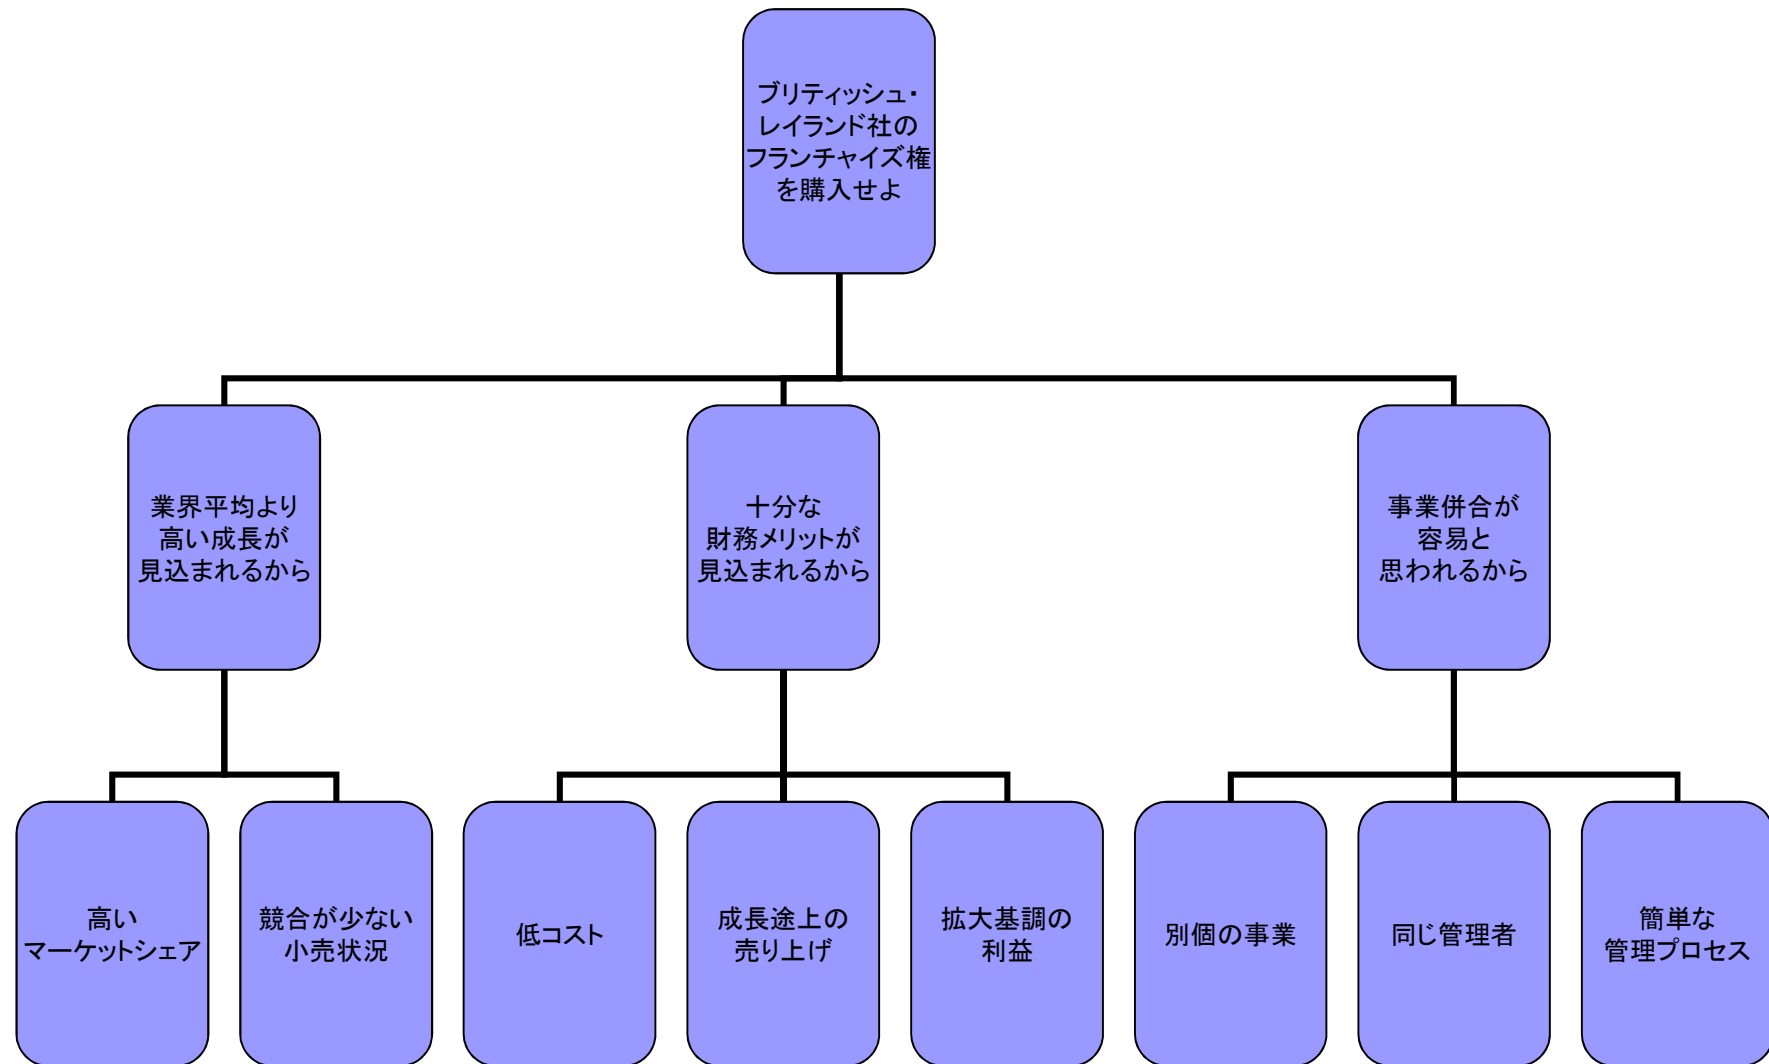 ブリティッシュ・
レイランド社の
フランチャイズ権
を購入せよ
業界平均より
高い成長が
見込まれるから
十分な
財務メリットが
見込まれるから
事業併合が
容易と
思われるから
高い
マーケットシェア
競合が少ない
小売状況
低コスト
成長途上の
売り上げ
拡大基調の
利益
別個の事業
同じ管理者
簡単な
管理プロセス